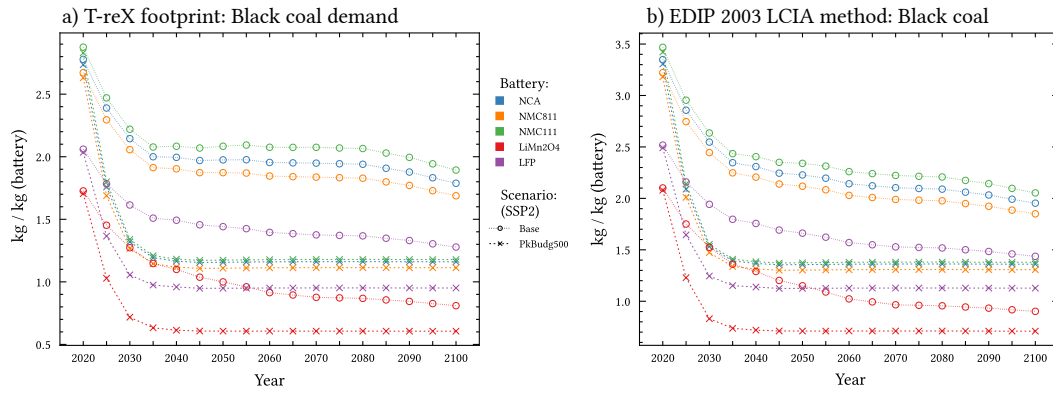 a) T-reX footprint: Black coal demand
kg / kg (battery)
2.5
2.0
1.5
1.0
0.5
2020 2030 2040 2050 2060 2070 2080 2090 2100
Year
Battery:
NCA
NMC811
NMC111
LiMn2O4
LFP
Scenario:
(SSP2)
Base
PkBudg500
b) EDIP 2003 LCIA method: Black coal
kg / kg (battery)
3.5
3.0
2.5
2.0
1.5
1.0
2020 2030 2040 2050 2060 2070 2080 2090 2100
Year